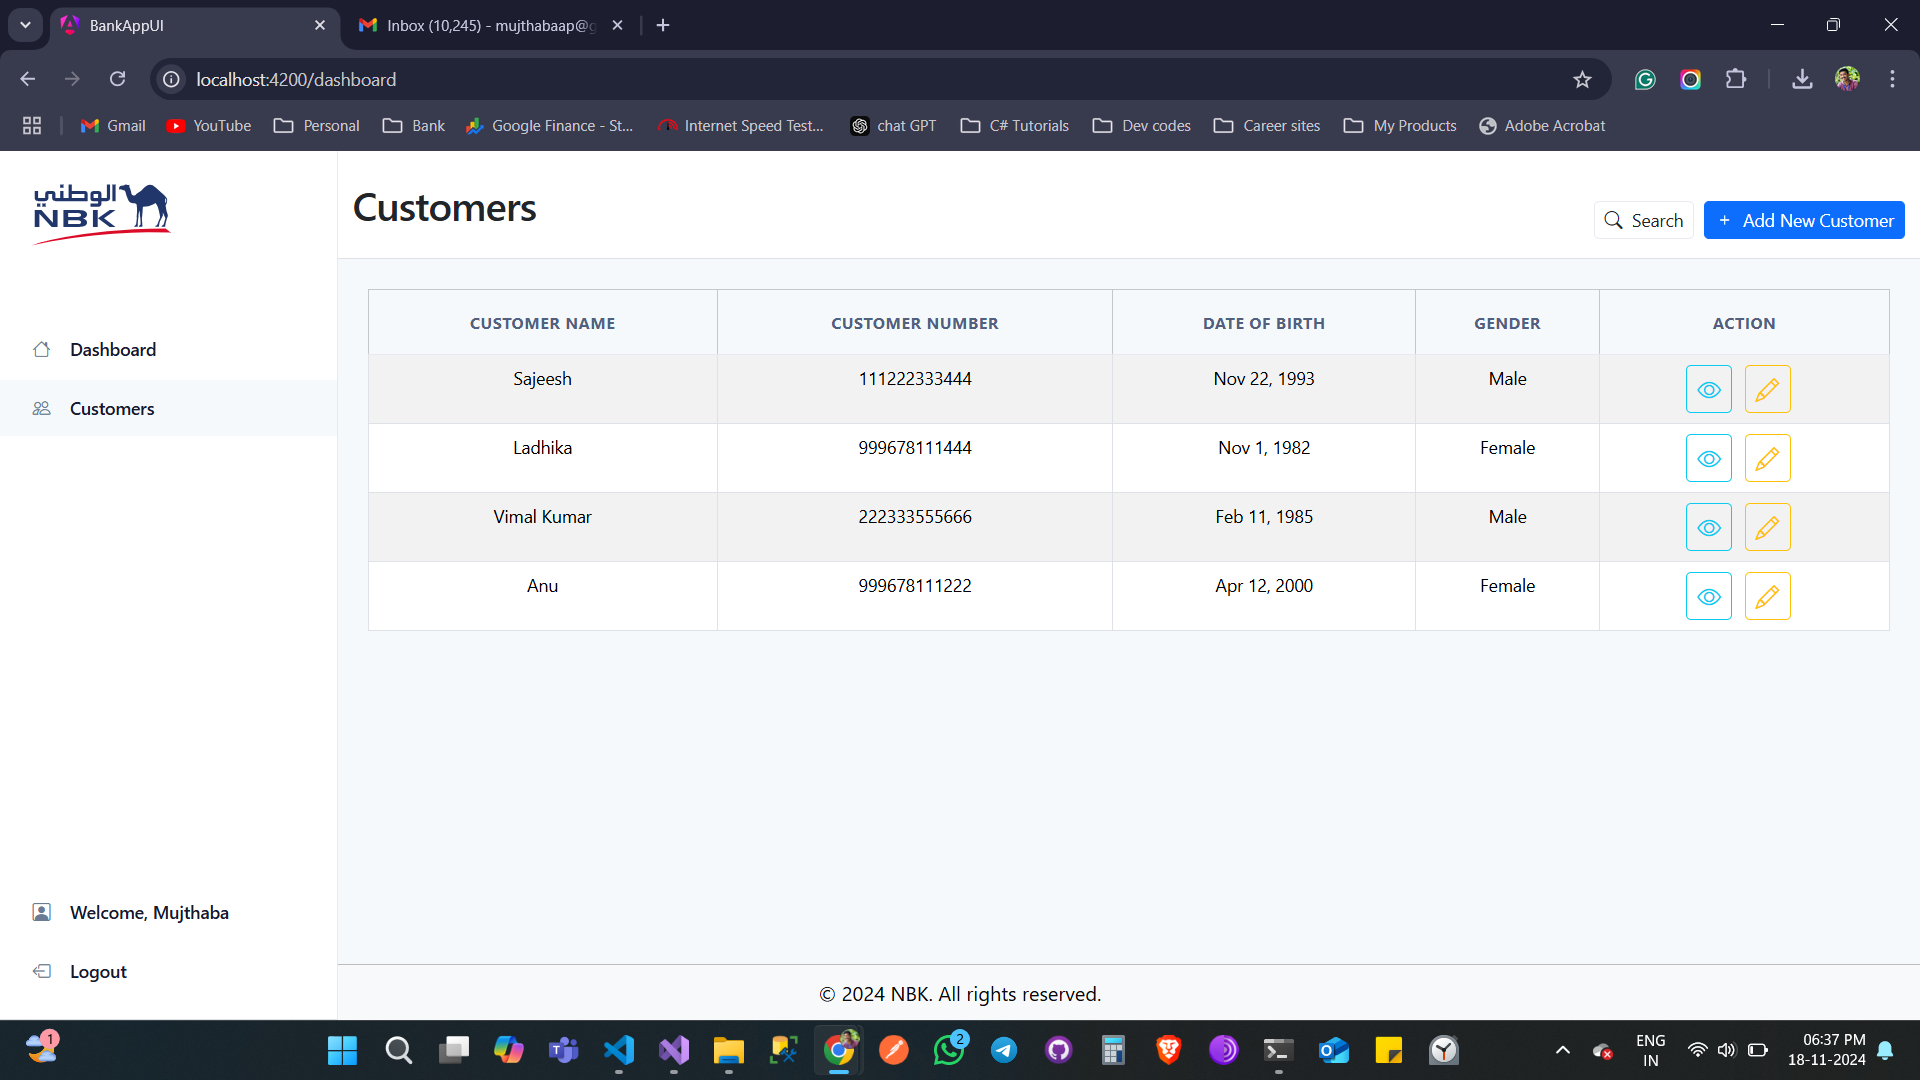 BankAppUI
Inbox (10,245) - mujthabaap@g
localhost:4200/dashboard
Gmail
YouTube
Personal
Bank
Google Finance - St...
Internet Speed Test...
chat GPT
C# Tutorials
Dev codes
Career sites
My Products
Adobe Acrobat
الوطني
NBK
Customers
Search
+ Add New Customer
Dashboard
Customers
CUSTOMER NAME CUSTOMER NUMBER DATE OF BIRTH GENDER ACTION
Sajeesh 111222333444 Nov 22, 1993 Male
Ladhika 999678111444 Nov 1, 1982 Female
Vimal Kumar 222333555666 Feb 11, 1985 Male
Anu 999678111222 Apr 12, 2000 Female
Welcome, Mujthaba
Logout
© 2024 NBK. All rights reserved.
1
2
ENG
IN
06:37 PM
18-11-2024